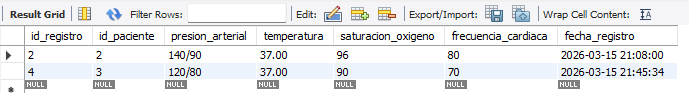 Result Grid Filter Rows: Edit: Export/Import: Wrap Cell Content:
id_registro id_paciente presion_arterial temperatura saturacion_oxigeno frecuencia_cardiaca fecha_registro
2 2 140/90 37.00 96 80 2026-03-15 21:08:00
4 3 120/80 37.00 90 70 2026-03-15 21:45:34
NULL NULL NULL NULL NULL NULL NULL